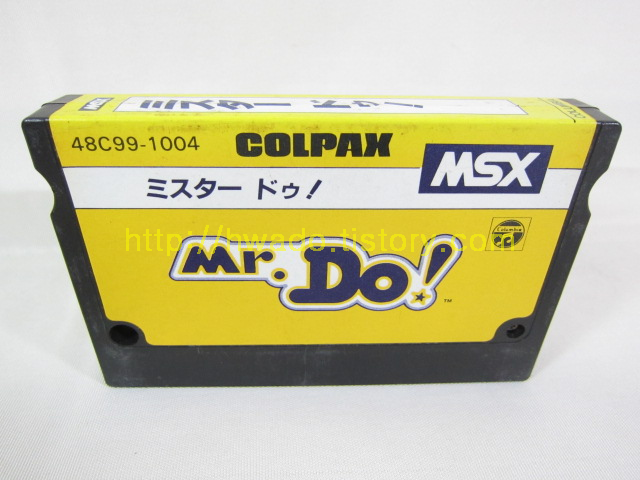 MSX
ミスター ドゥ!
48C99-1004
COLPAX
MSX
ミスター ドゥ!
http://hwado.tistory.com/
Columbia
Mr. Do!
TM